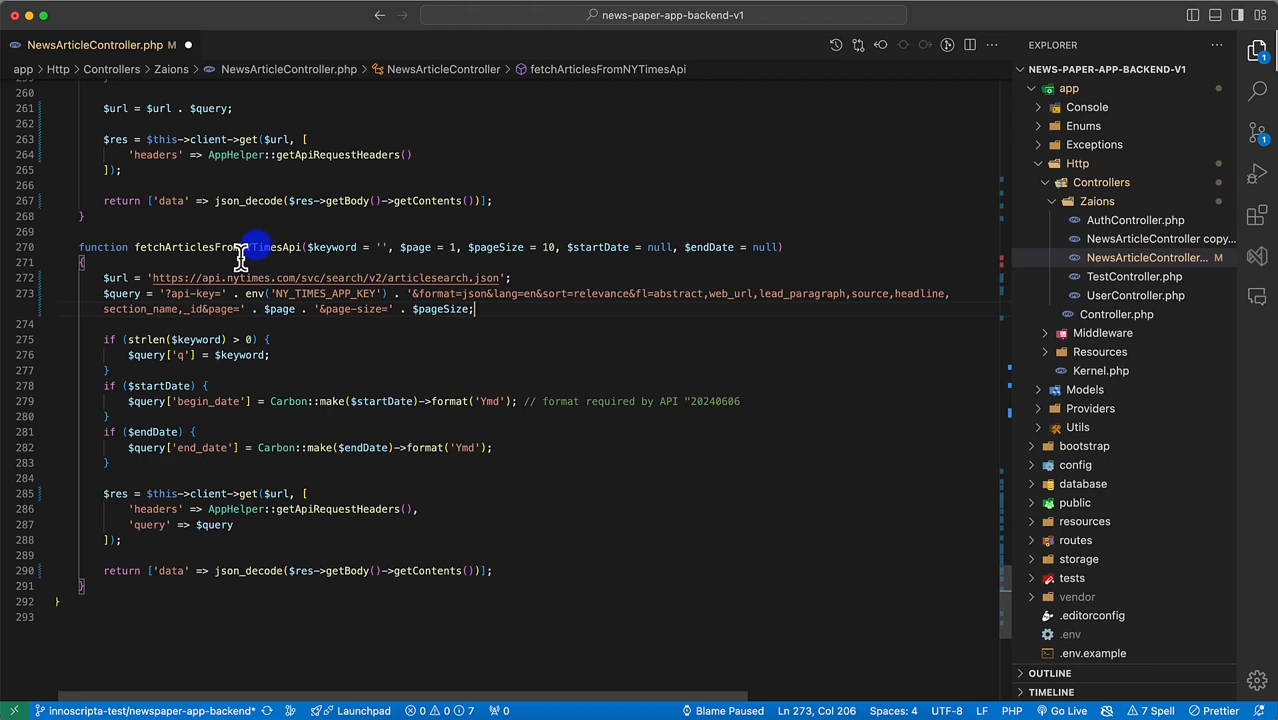 news-paper-app-backend-v1
NewsArticleController.php M
EXPLORER
app > Http > Controllers > Zaions > NewsArticleController.php > NewsArticleController > fetchArticlesFromNYTimesApi
260
261 $url = $url . $query;
262
263 $res = $this->client->get($url, [
264 'headers' => AppHelper::getApiRequestHeaders()
265 ]);
266
267 return ['data' => json_decode($res->getBody()->getContents())];
268 }
269
270 function fetchArticlesFromNYTimesApi($keyword = '', $page = 1, $pageSize = 10, $startDate = null, $endDate = null)
271 {
272 $url = 'https://api.nytimes.com/svc/search/v2/articlesearch.json';
273 $query = '?api-key=' . env('NY_TIMES_APP_KEY') . '&format=json&lang=en&sort=relevance&fl=abstract,web_url,lead_paragraph,source,headline,
section_name,_id&page=' . $page . '&page-size=' . $pageSize;
274
275 if (strlen($keyword) > 0) {
276 $query['q'] = $keyword;
277 }
278 if ($startDate) {
279 $query['begin_date'] = Carbon::make($startDate)->format('Ymd'); // format required by API "20240606
280 }
281 if ($endDate) {
282 $query['end_date'] = Carbon::make($endDate)->format('Ymd');
283 }
284
285 $res = $this->client->get($url, [
286 'headers' => AppHelper::getApiRequestHeaders(),
287 'query' => $query
288 ]);
289
290 return ['data' => json_decode($res->getBody()->getContents())];
291 }
292 }
293
NEWS-PAPER-APP-BACKEND-V1
app
Console
Enums
Exceptions
Http
Controllers
Zaions
AuthController.php
NewsArticleController copy...
NewsArticleController...
TestController.php
UserController.php
Controller.php
Middleware
Resources
Kernel.php
Models
Providers
Utils
bootstrap
config
database
public
resources
routes
storage
tests
vendor
.editorconfig
.env
.env.example
OUTLINE
TIMELINE
1
1
innoscripta-test/newspaper-app-backend* Launchpad 0 0 7 0 Blame Paused Ln 273, Col 206 Spaces: 4 UTF-8 LF PHP Go Live 7 Spell Prettier